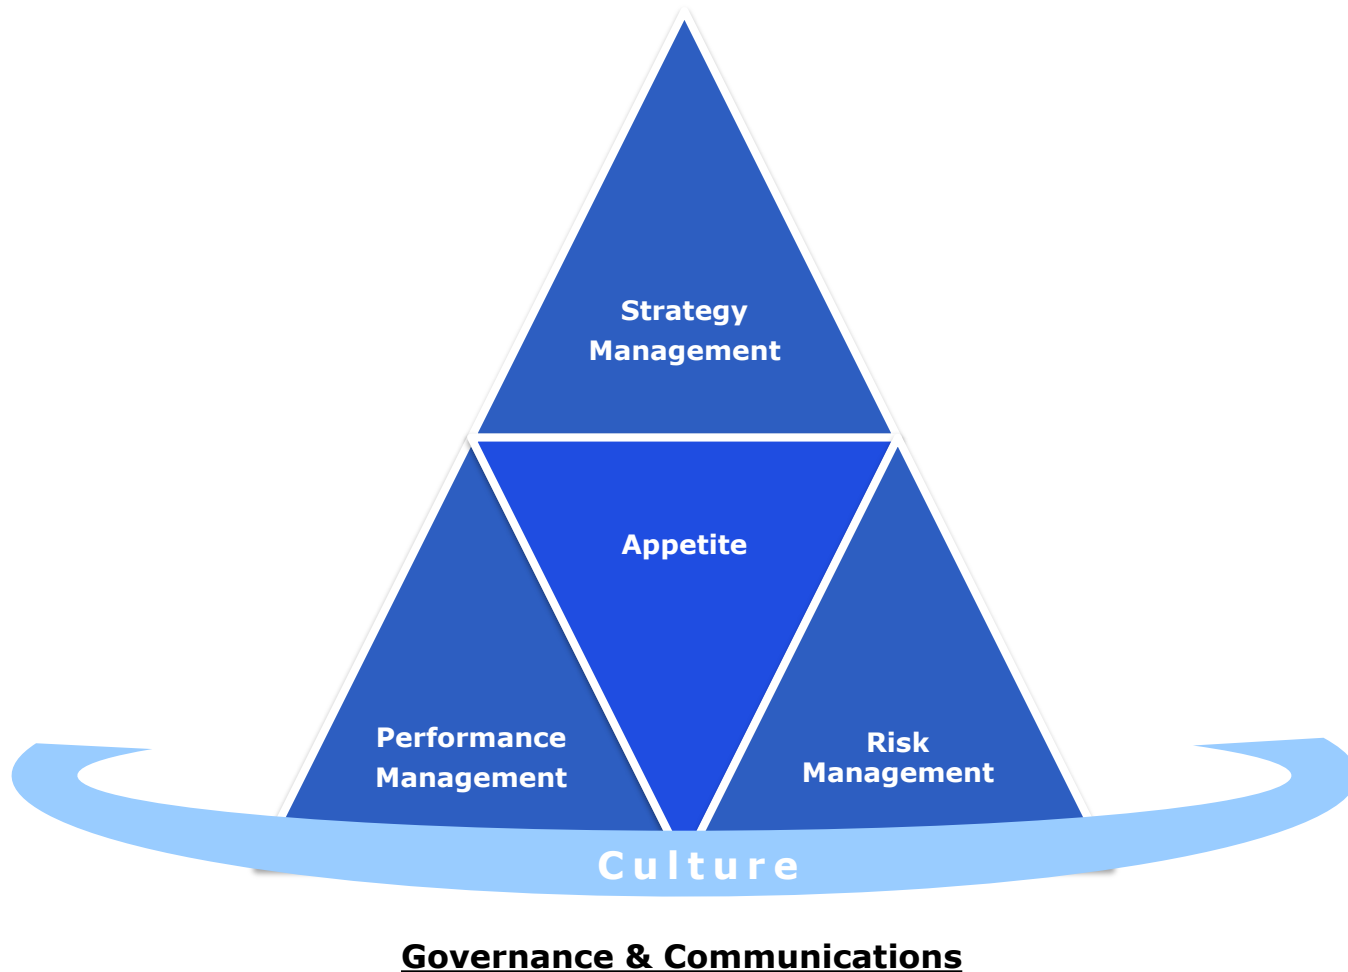 Strategy
Management
Appetite
Performance
Management
Risk
Management
Culture
Governance & Communications